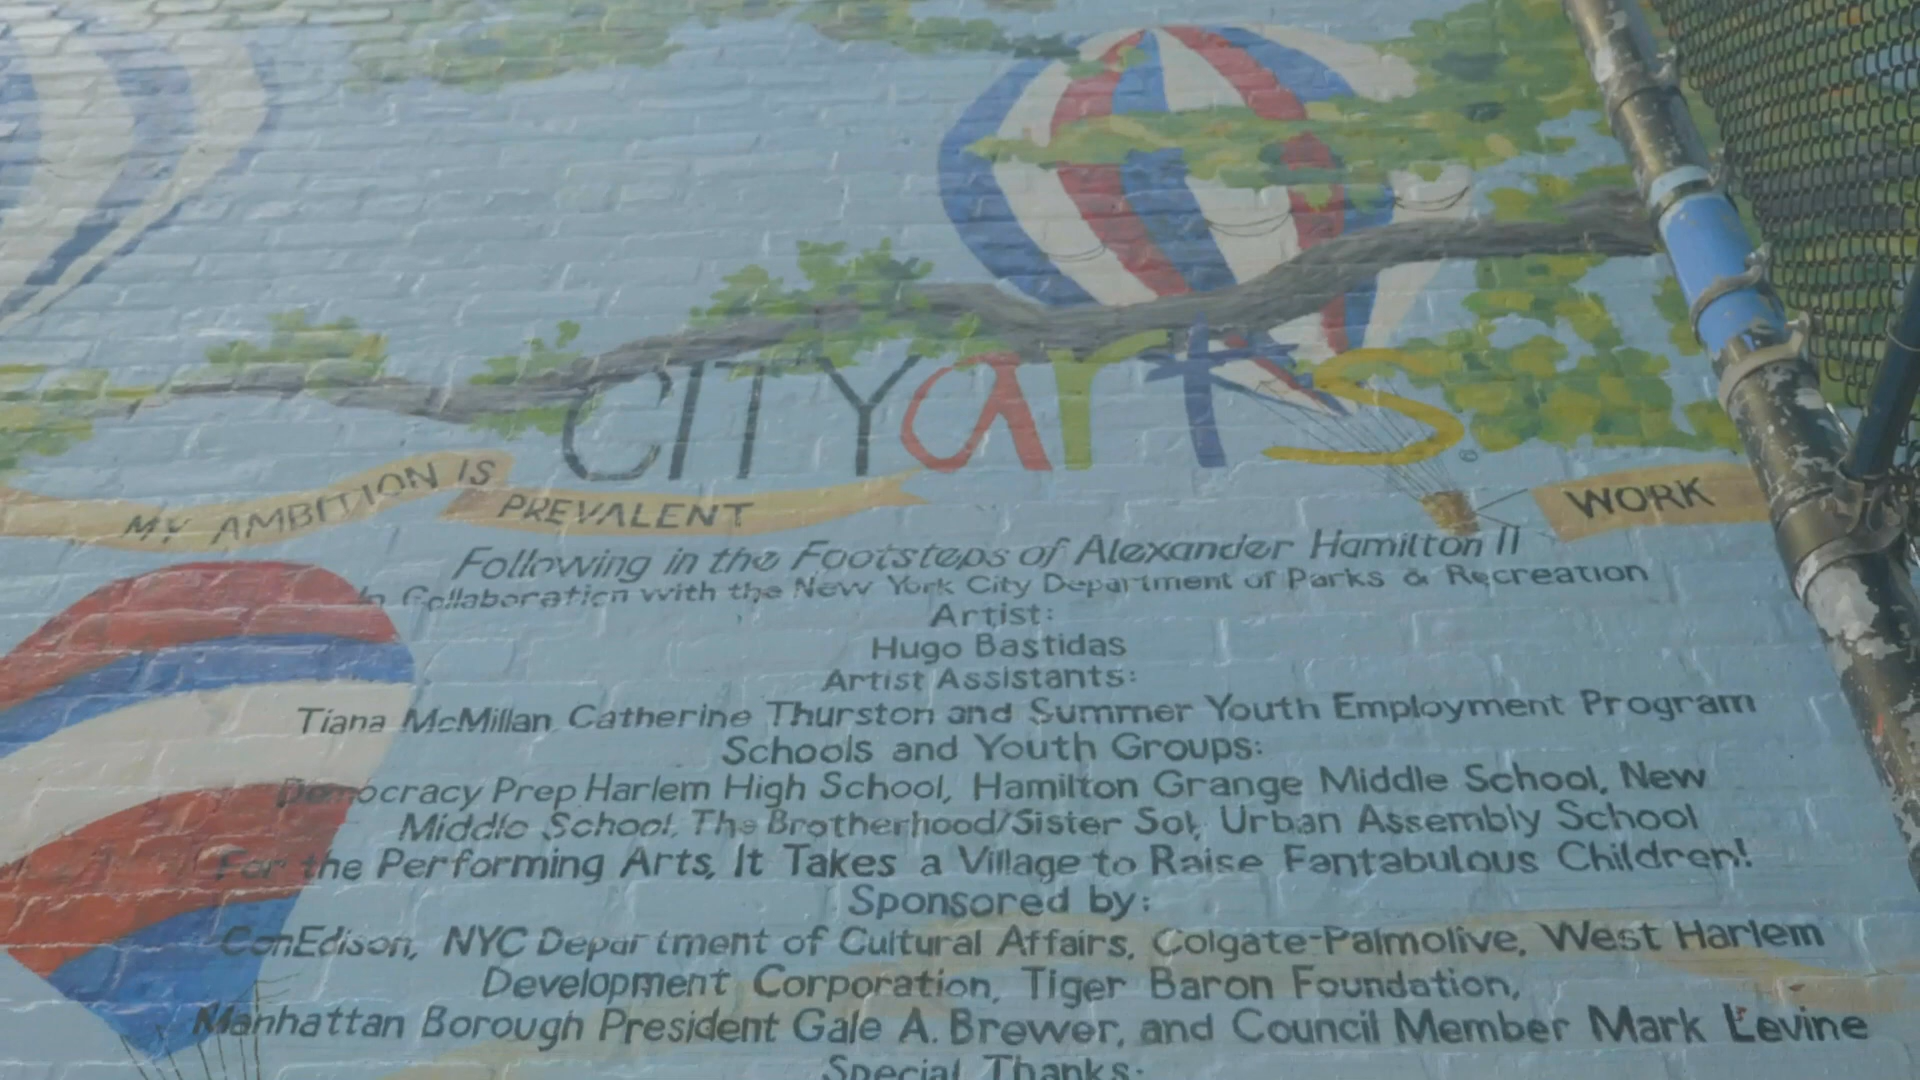 CITYarts
MY AMBITION IS
PREVALENT
WORK
Following in the Footsteps of Alexander Hamilton II
In Collaboration with the New York City Department of Parks & Recreation
Artist:
Hugo Bastidas
Artist Assistants:
Tiana McMillan Catherine Thurston and Summer Youth Employment Program
Schools and Youth Groups:
Democracy Prep Harlem High School, Hamilton Grange Middle School, New
Middle School, The Brotherhood/Sister Sol, Urban Assembly School
For the Performing Arts, It Takes a Village to Raise Fantabulous Children!
Sponsored by:
ConEdison, NYC Department of Cultural Affairs, Colgate-Palmolive, West Harlem
Development Corporation, Tiger Baron Foundation,
Manhattan Borough President Gale A. Brewer, and Council Member Mark Levine
Special Thanks: